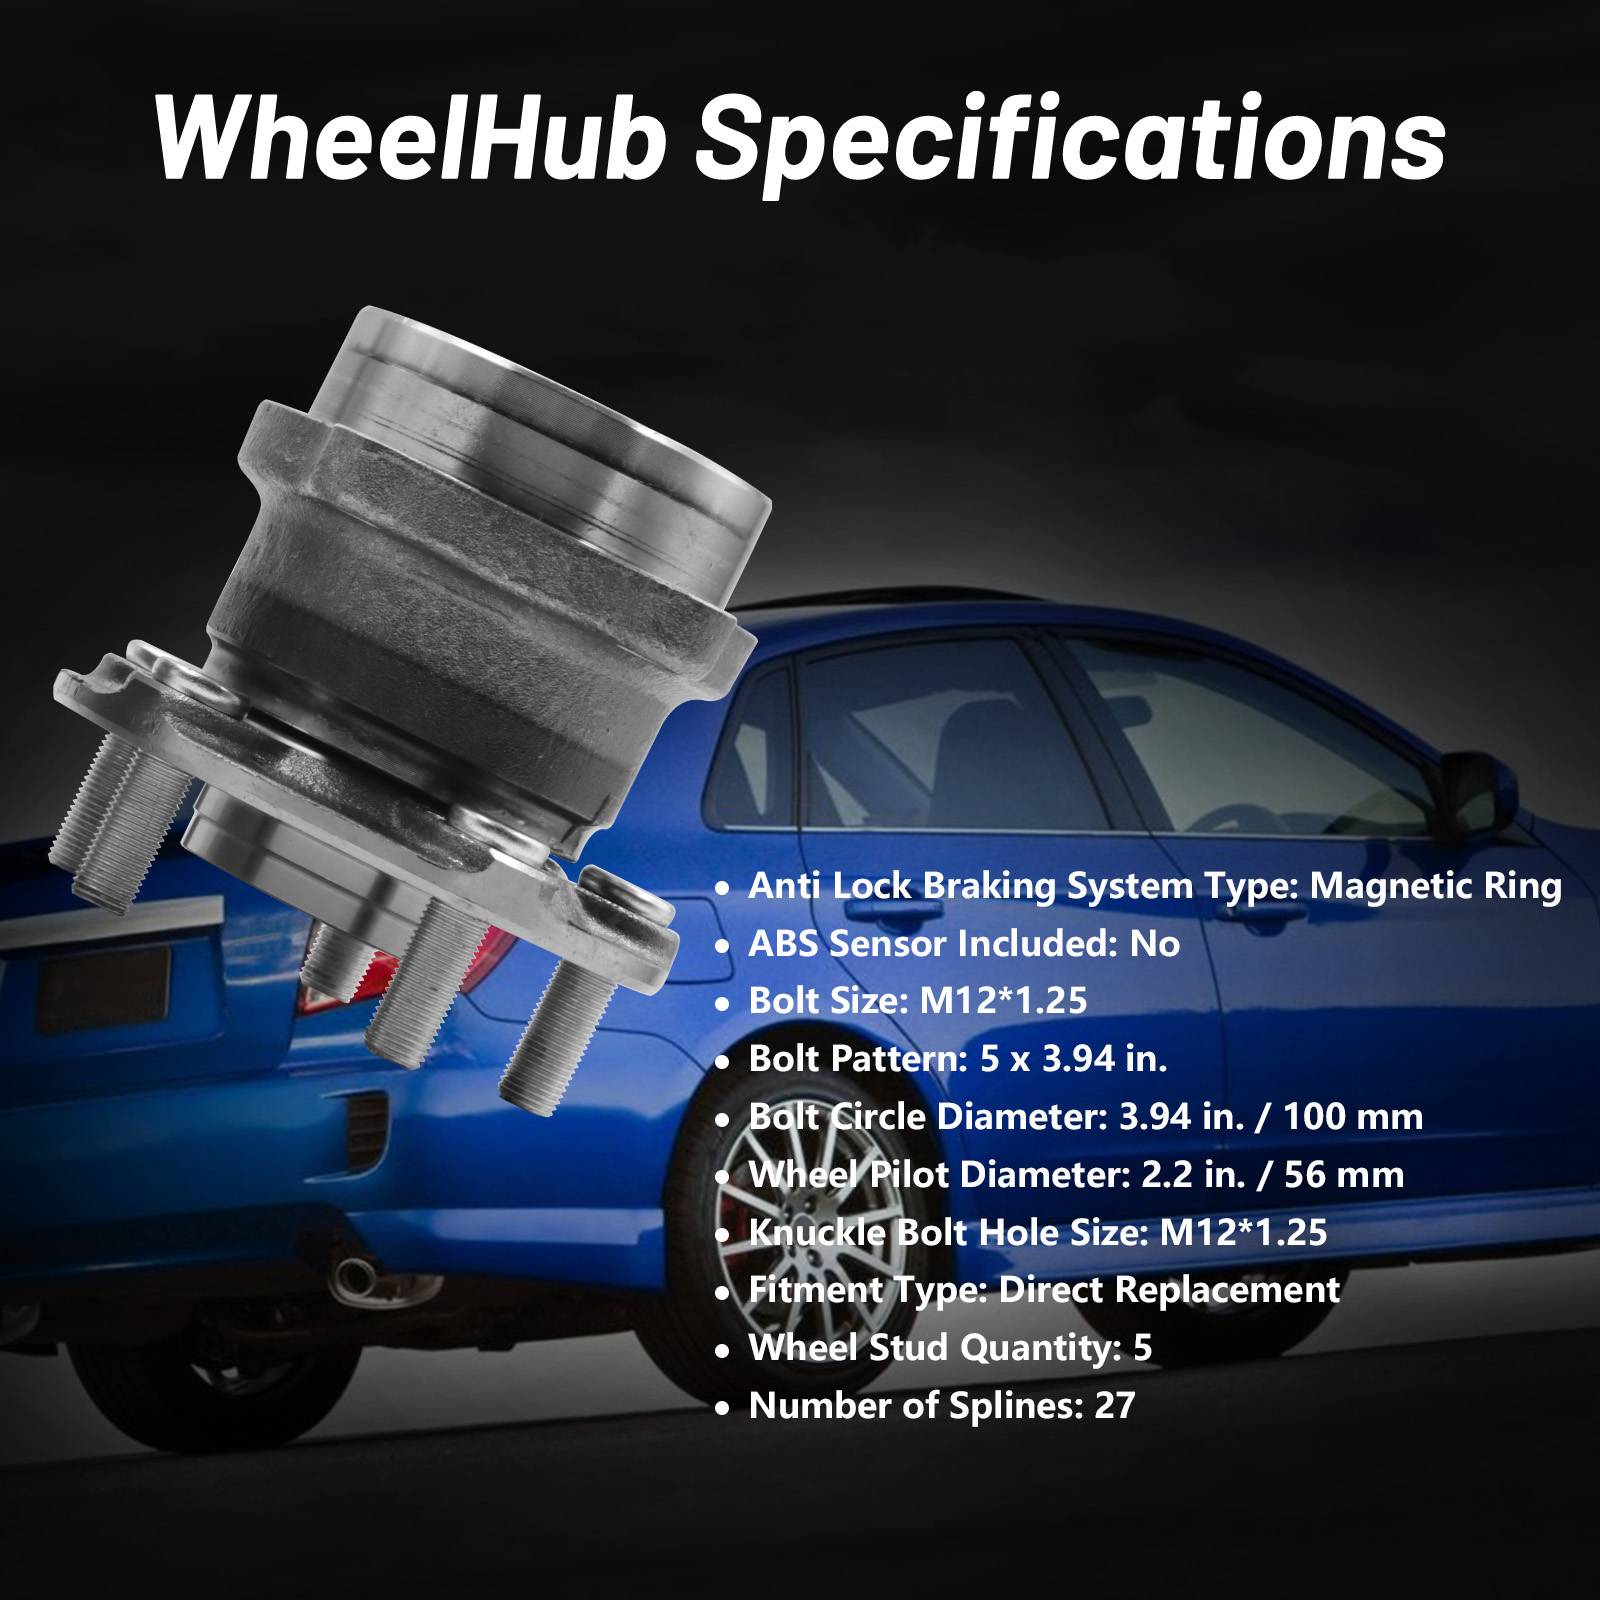 WheelHub Specifications
• Anti Lock Braking System Type: Magnetic Ring
• ABS Sensor Included: No
• Bolt Size: M12*1.25
• Bolt Pattern: 5 x 3.94 in.
• Bolt Circle Diameter: 3.94 in. / 100 mm
• Wheel Pilot Diameter: 2.2 in. / 56 mm
• Knuckle Bolt Hole Size: M12*1.25
• Fitment Type: Direct Replacement
• Wheel Stud Quantity: 5
• Number of Splines: 27